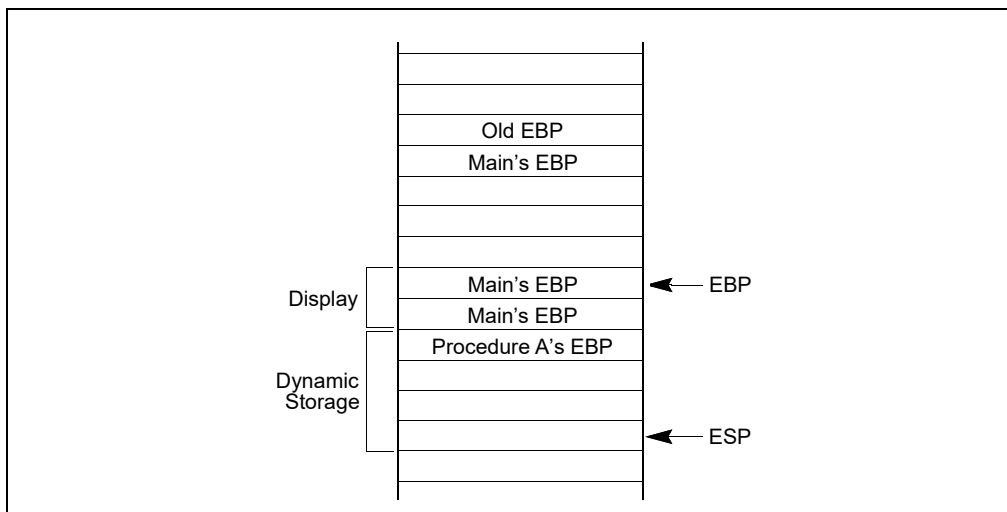 Old EBP
Main's EBP
Display
Main's EBP
EBP
Main's EBP
Procedure A's EBP
Dynamic
Storage
ESP